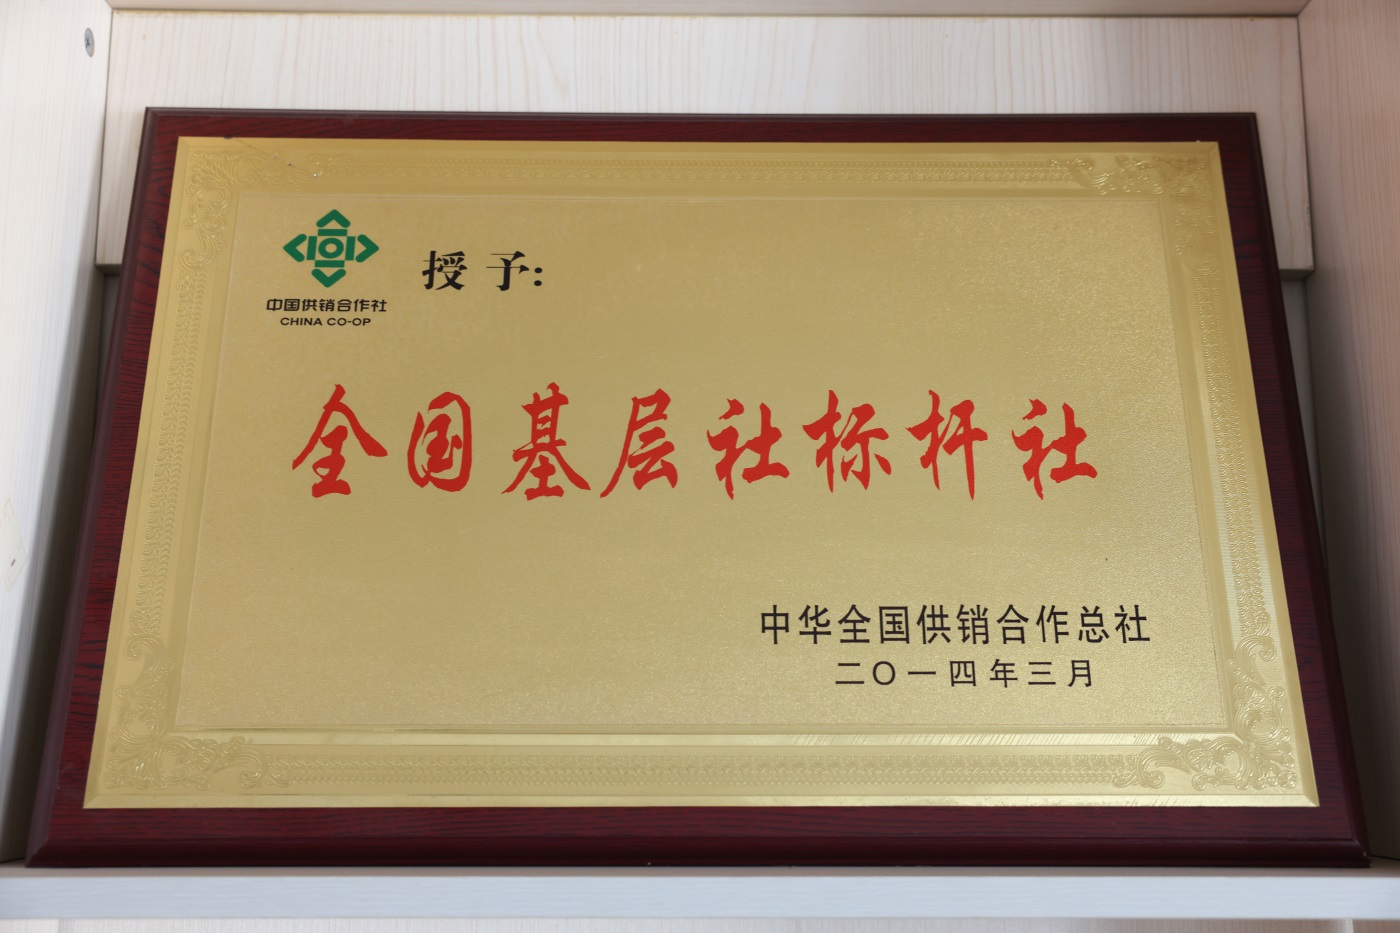 中国供销合作社
CHINA CO-OP
授予:
全国基层社标杆社
中华全国供销合作总社
二〇一四年三月